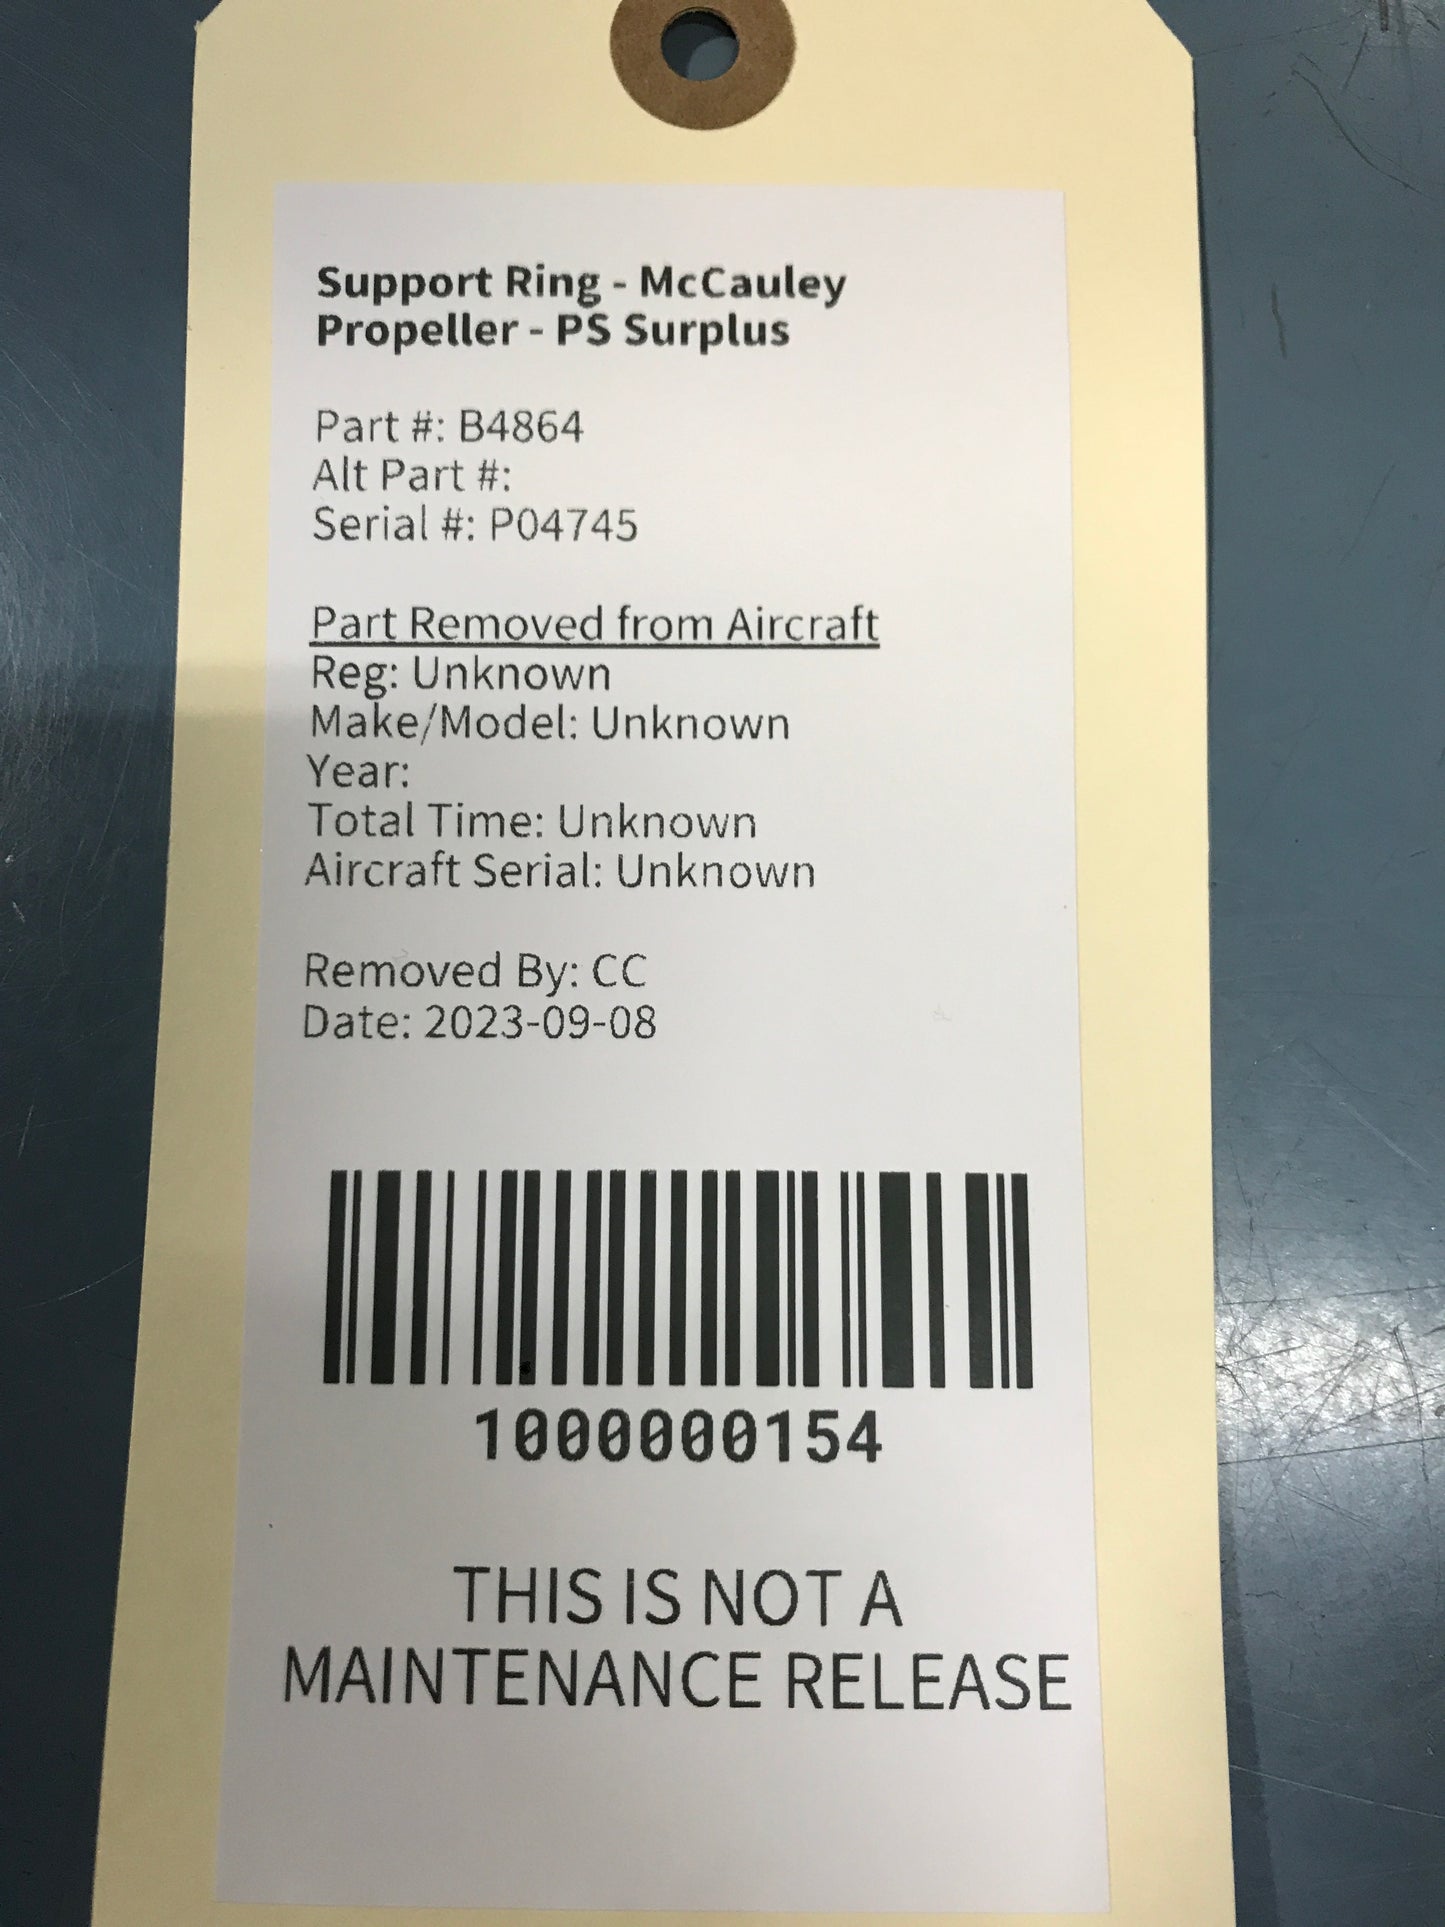 Support Ring - McCauley
Propeller - PS Surplus
Part #: B4864
Alt Part #:
Serial #: P04745
Part Removed from Aircraft
Reg: Unknown
Make/Model: Unknown
Year:
Total Time: Unknown
Aircraft Serial: Unknown
Removed By: CC
Date: 2023-09-08
1000000154
THIS IS NOT A
MAINTENANCE RELEASE